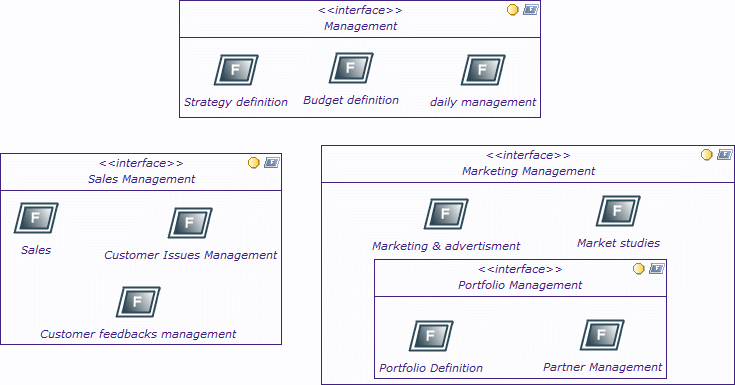 <<interface>>
Management
F
F
F
Strategy definition
Budget definition
daily management
<<interface>>
Sales Management
F
F
Sales
Customer Issues Management
F
Customer feedbacks management
<<interface>>
Marketing Management
F
F
Marketing & advertisment
Market studies
<<interface>>
Portfolio Management
F
F
Portfolio Definition
Partner Management